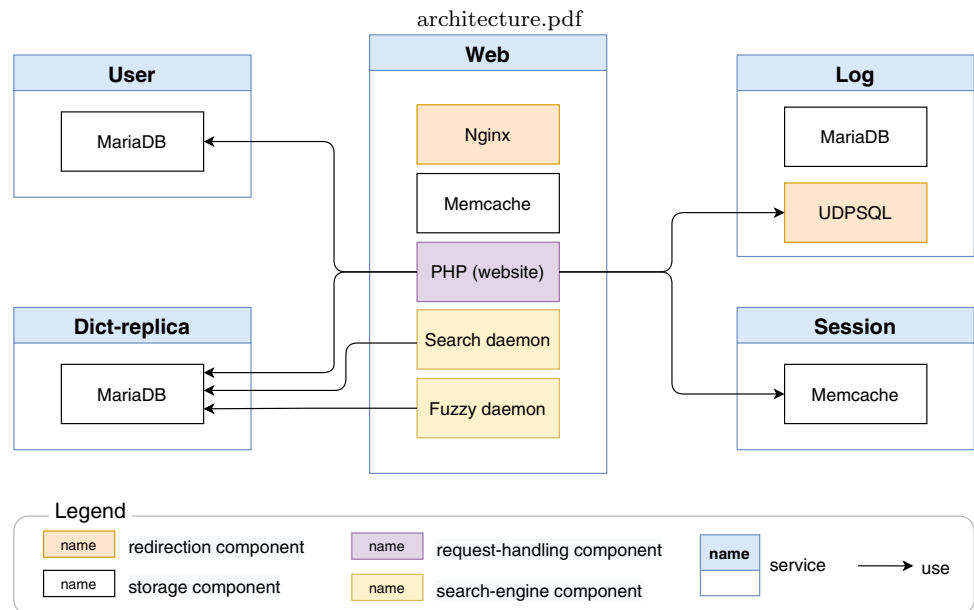 architecture.pdf
User
MariaDB
Dict-replica
MariaDB
Web
Nginx
Memcache
PHP (website)
Search daemon
Fuzzy daemon
Log
MariaDB
UDPSQL
Session
Memcache
Legend
name redirection component
name storage component
name request-handling component
name search-engine component
name service
use